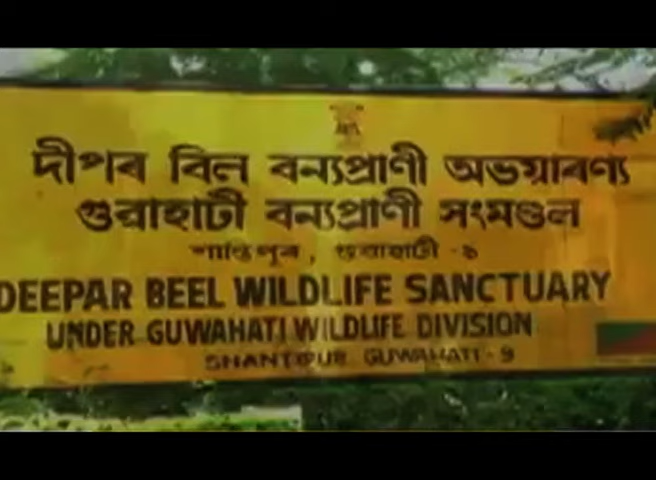 দীপৰ বিল বন্যপ্ৰাণী অভয়াৰণ্য
গুৱাহাটী বন্যপ্ৰাণী সংমণ্ডল
শান্তিপুৰ, গুৱাহাটী - ৯
DEEPAR BEEL WILDLIFE SANCTUARY
UNDER GUWAHATI WILDLIFE DIVISION
SHANTIPUR GUWAHATI - 9